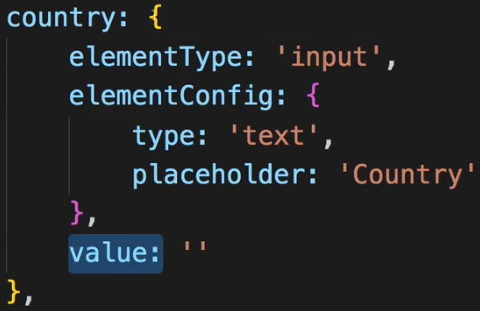 country: {
elementType: 'input',
elementConfig: {
type: 'text',
placeholder: 'Country'
},
value: ''
},